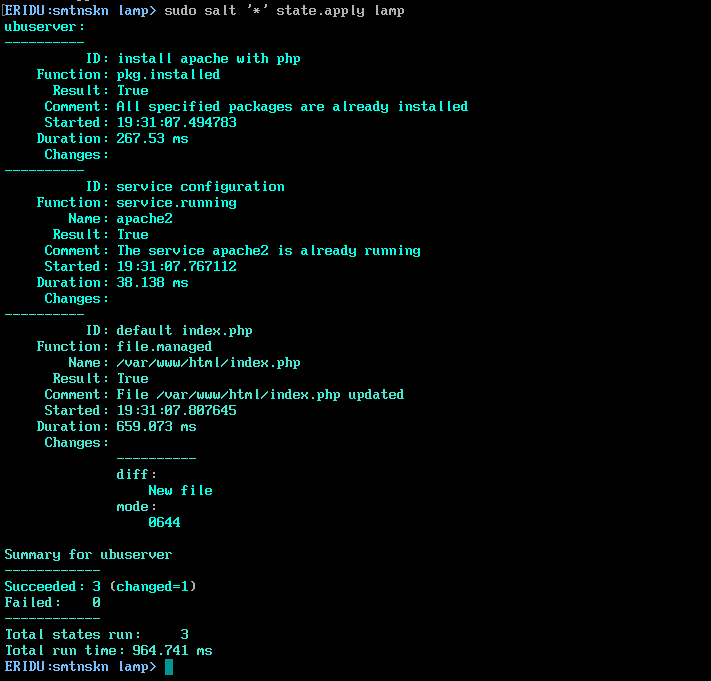 ERIDU:smtnskn lamp> sudo salt '*' state.apply lamp
ubuserver:
----------
          ID: install apache with php
    Function: pkg.installed
      Result: True
     Comment: All specified packages are already installed
     Started: 19:31:07.494783
    Duration: 267.53 ms
     Changes:
----------
          ID: service configuration
    Function: service.running
        Name: apache2
      Result: True
     Comment: The service apache2 is already running
     Started: 19:31:07.767112
    Duration: 38.138 ms
     Changes:
----------
          ID: default index.php
    Function: file.managed
        Name: /var/www/html/index.php
      Result: True
     Comment: File /var/www/html/index.php updated
     Started: 19:31:07.807645
    Duration: 659.073 ms
     Changes:
              ----------
              diff:
                  New file
              mode:
                  0644

Summary for ubuserver
------------
Succeeded: 3 (changed=1)
Failed:    0
------------
Total states run:     3
Total run time: 964.741 ms
ERIDU:smtnskn lamp>